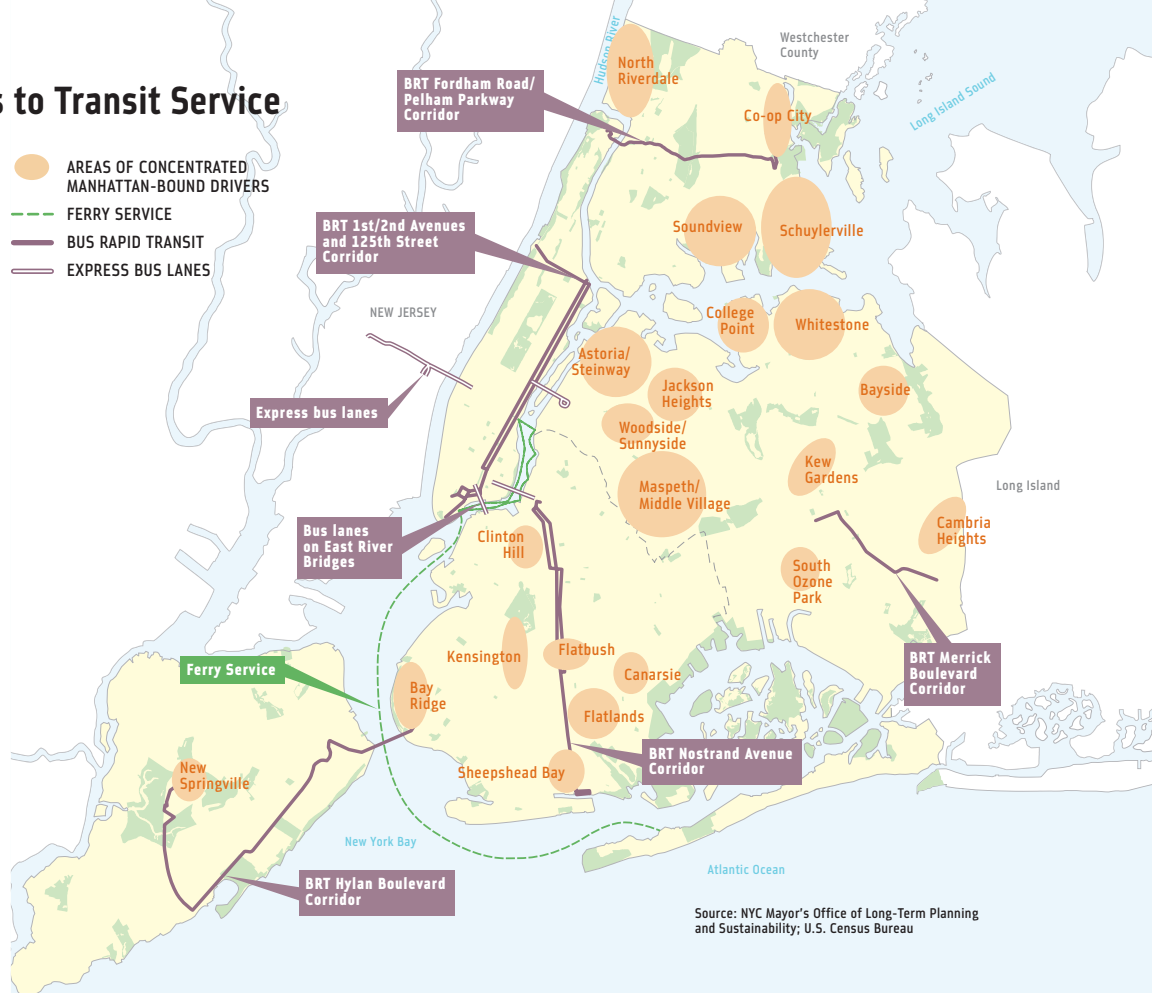 s to Transit Service
AREAS OF CONCENTRATED
MANHATTAN-BOUND DRIVERS
FERRY SERVICE
BUS RAPID TRANSIT
EXPRESS BUS LANES
Hudson River
Westchester
County
Long Island Sound
North
Riverdale
BRT Fordham Road/
Pelham Parkway
Corridor
Co-op City
BRT 1st/2nd Avenues
and 125th Street
Corridor
Soundview
Schuylerville
NEW JERSEY
College
Point
Whitestone
Astoria/
Steinway
Jackson
Heights
Bayside
Express bus lanes
Woodside/
Sunnyside
Kew
Gardens
Maspeth/
Middle Village
Long Island
Cambria
Heights
Bus lanes
on East River
Bridges
Clinton
Hill
South
Ozone
Park
Ferry Service
Kensington
Flatbush
Canarsie
BRT Merrick
Boulevard
Corridor
Bay
Ridge
Flatlands
BRT Nostrand Avenue
Corridor
New
Springville
Sheepshead Bay
New York Bay
Atlantic Ocean
BRT Hylan Boulevard
Corridor
Source: NYC Mayor's Office of Long-Term Planning
and Sustainability; U.S. Census Bureau